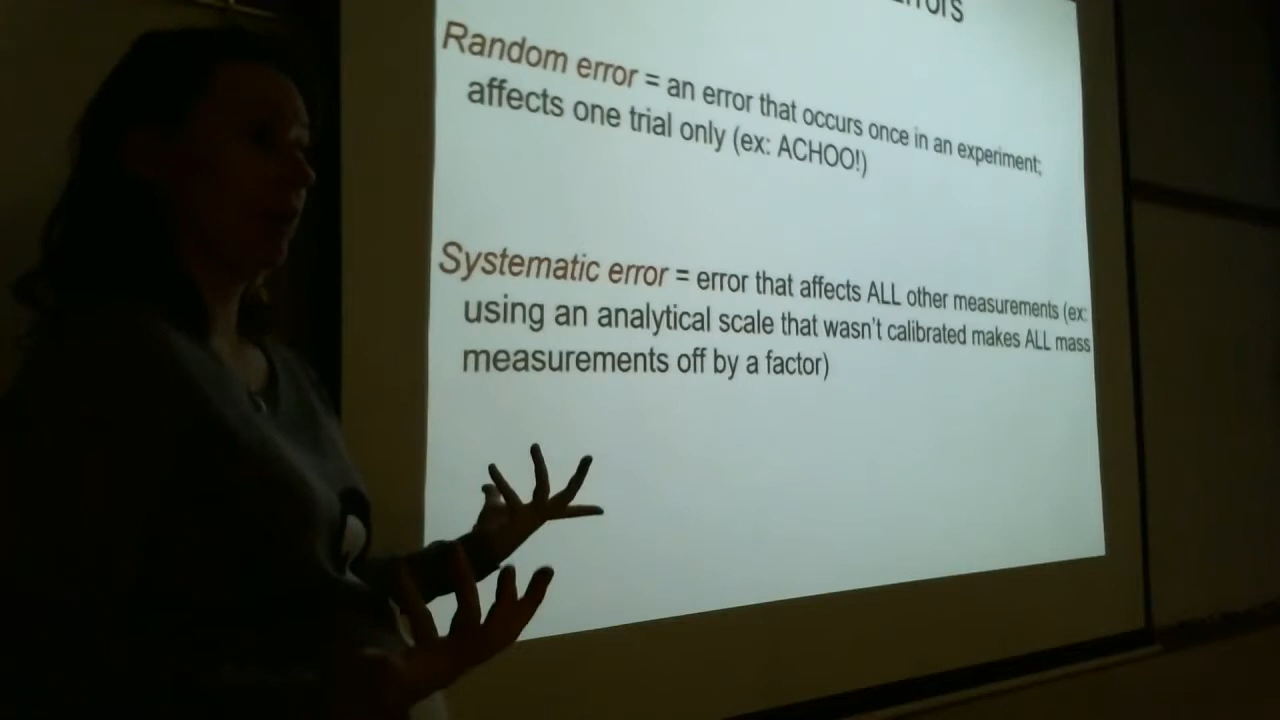 Random error = an error that occurs once in an experiment;
affects one trial only (ex: ACHOO!)
Systematic error = error that affects ALL other measurements (ex:
using an analytical scale that wasn't calibrated makes ALL mass
measurements off by a factor)